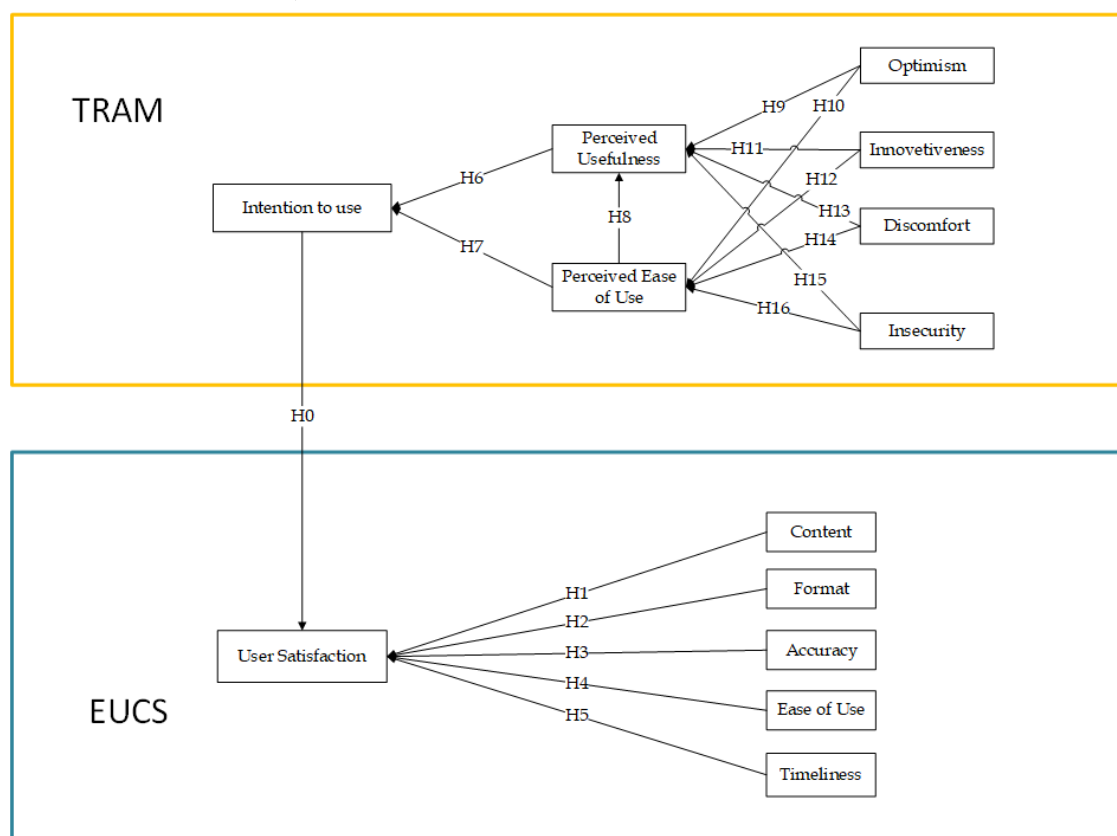 TRAM
Optimism
H9
H10
Perceived
Usefulness
H11
Innovetiveness
H6
H12
Intention to use
H8
H13
Discomfort
H14
H7
Perceived Ease
of Use
H15
H16
Insecurity
H0
Content
H1
Format
H2
User Satisfaction
H3
Accuracy
H4
EUCS
Ease of Use
H5
Timeliness